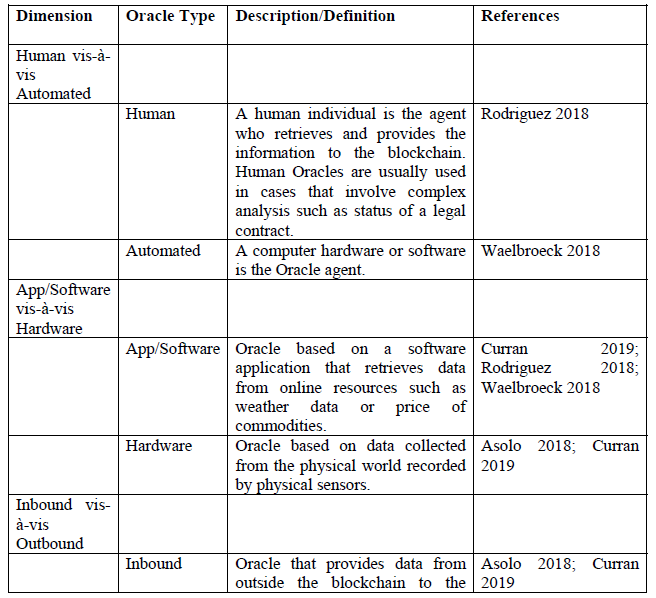 Dimension Oracle Type Description/Definition References
Human vis-à-
vis
Automated
Human A human individual is the agent Rodriguez 2018
who retrieves and provides the
information to the blockchain.
Human Oracles are usually used
in cases that involve complex
analysis such as status of a legal
contract.
Automated A computer hardware or software Waelbroeck 2018
is the Oracle agent.
App/Software
vis-à-vis
Hardware
App/Software Oracle based on a software Curran 2019;
application that retrieves data Rodriguez 2018;
from online resources such as Waelbroeck 2018
weather data or price of
commodities.
Hardware Oracle based on data collected Asolo 2018; Curran
from the physical world recorded 2019
by physical sensors.
Inbound vis-
à-vis
Outbound
Inbound Oracle that provides data from Asolo 2018; Curran
outside the blockchain to the 2019